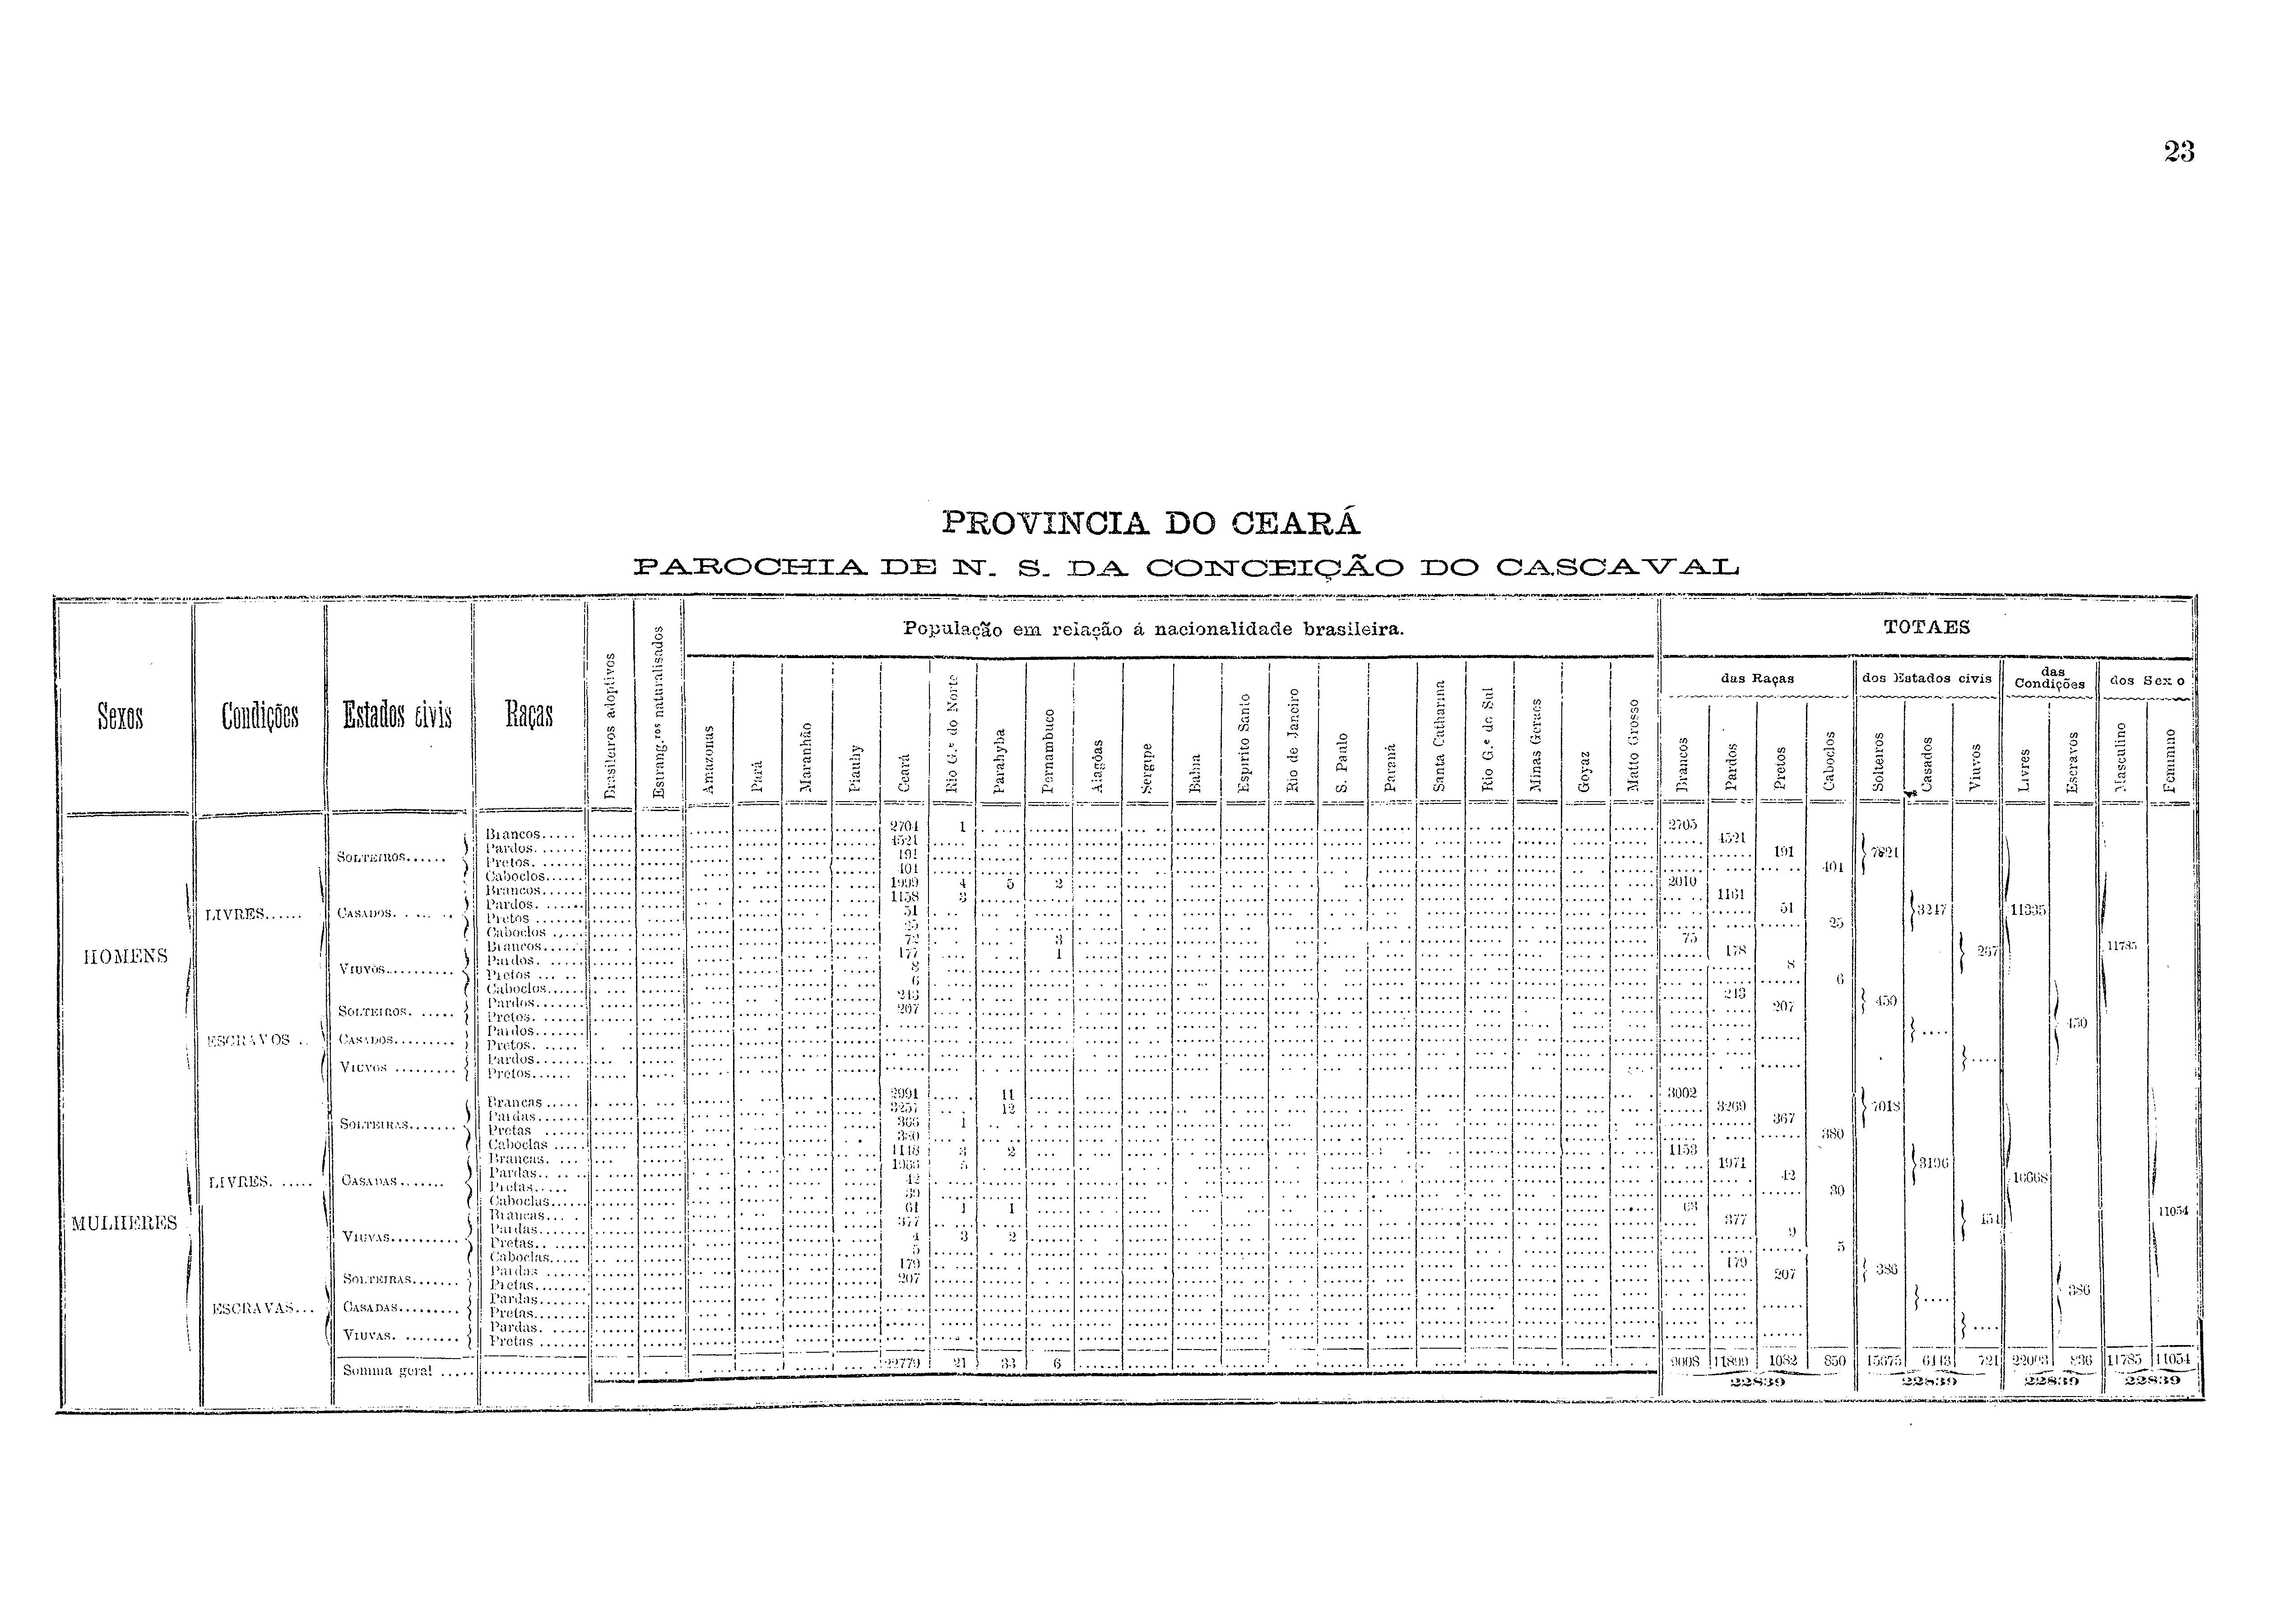 23
PROVINCIA DO CEARÁ
PAROCHIA DE N. S. DA CONCEIÇÃO DO CASCAVAL
Sexos Condições Estados civis Raças Brasileiros adoptivos Estrang.ros naturalisados População em relação á nacionalidade brasileira. TOTAES
das Raças dos Estados civis das Condições dos Sexo
Amazonas Pará Maranhão Piauhy Ceará Rio G.e do Norte Parahyba Pernambuco Alagôas Sergipe Bahia Espirito Santo Rio de Janeiro S. Paulo Paraná Santa Catharina Rio G.e do Sul Minas Geraes Goyaz Matto Grosso Brancos Pardos Pretos Caboclos Solteiros Casados Viuvos Livres Escravos Masculino Feminino
HOMENS LIVRES...... SOLTEIROS...... Brancos..... 2704 1 2705
Pardos. 4521 4521
Pretos. 191 191 7821
Caboclos 401 401
CASADOS. Brancos. 1999 4 5 2 2010
Pardos. 1158 3 1161
Pretos 51 51 3247 11335
Caboclos 25 25
VIUVOS. Brancos. 72 3 75
Pardos. 177 1 178 267 11785
Pretos 8 8
Caboclos. 6 6
ESCRAVOS SOLTEIROS. Pardos. 243 243
Pretos. 207 207 450
CASADOS. Pardos. .... 450
Pretos.
VIUVOS Pardos. ....
Pretos.
MULHERES LIVRES. SOLTEIRAS. Brancas 2991 11 3002
Pardas. 3257 12 3269 7018
Pretas 366 1 367
Caboclas 380 380
CASADAS Brancas. 1148 3 2 1153
Pardas. 1966 5 1971 3196
Pretas. 42 42 10668
Caboclas 30 30
VIUVAS. Brancas. 61 1 1 63
Pardas. 377 377 454 11054
Pretas. 4 3 2 9
Caboclas. 5 5
ESCRAVAS... SOLTEIRAS. Pardas 179 179
Pretas. 207 207 386
CASADAS. Pardas. .... 386
Pretas.
VIUVAS. Pardas. ....
Pretas
Somma geral 22779 21 33 6 9008 11899 1082 850 15675 6443 721 22003 836 11785 11054
22839 22839 22839 22839